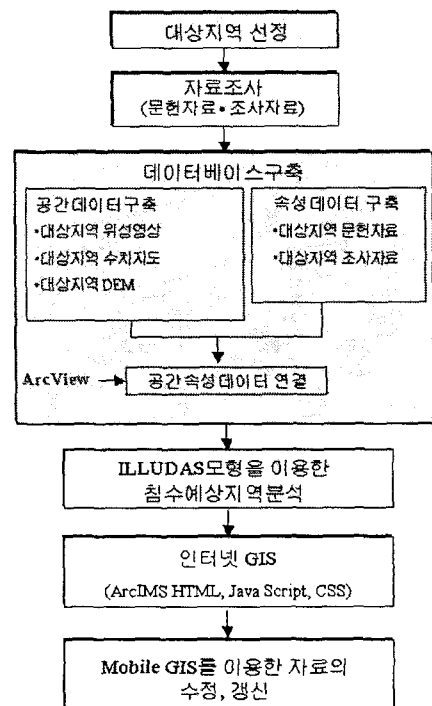 대상지역 선정
자료조사
(문헌자료•조사자료)
데이터베이스구축
공간데이터구축
•대상지역 위성영상
•대상지역 수치지도
•대상지역 DEM
속성데이터 구축
•대상지역 문헌자료
•대상지역 조사자료
ArcView
공간속성데이터 연결
ILLUDAS모형을 이용한
침수예상지역분석
인터넷 GIS
(ArcIMS HTML, Java Script, CSS)
Mobile GIS를 이용한 자료의
수정, 갱신